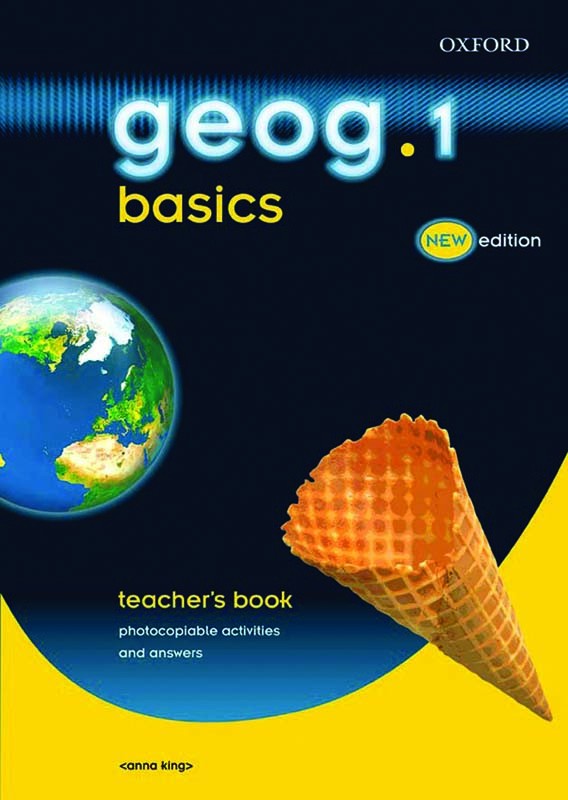 OXFORD
geog.1
basics
NEW edition
teacher's book
photocopiable activities
and answers
<anna king>